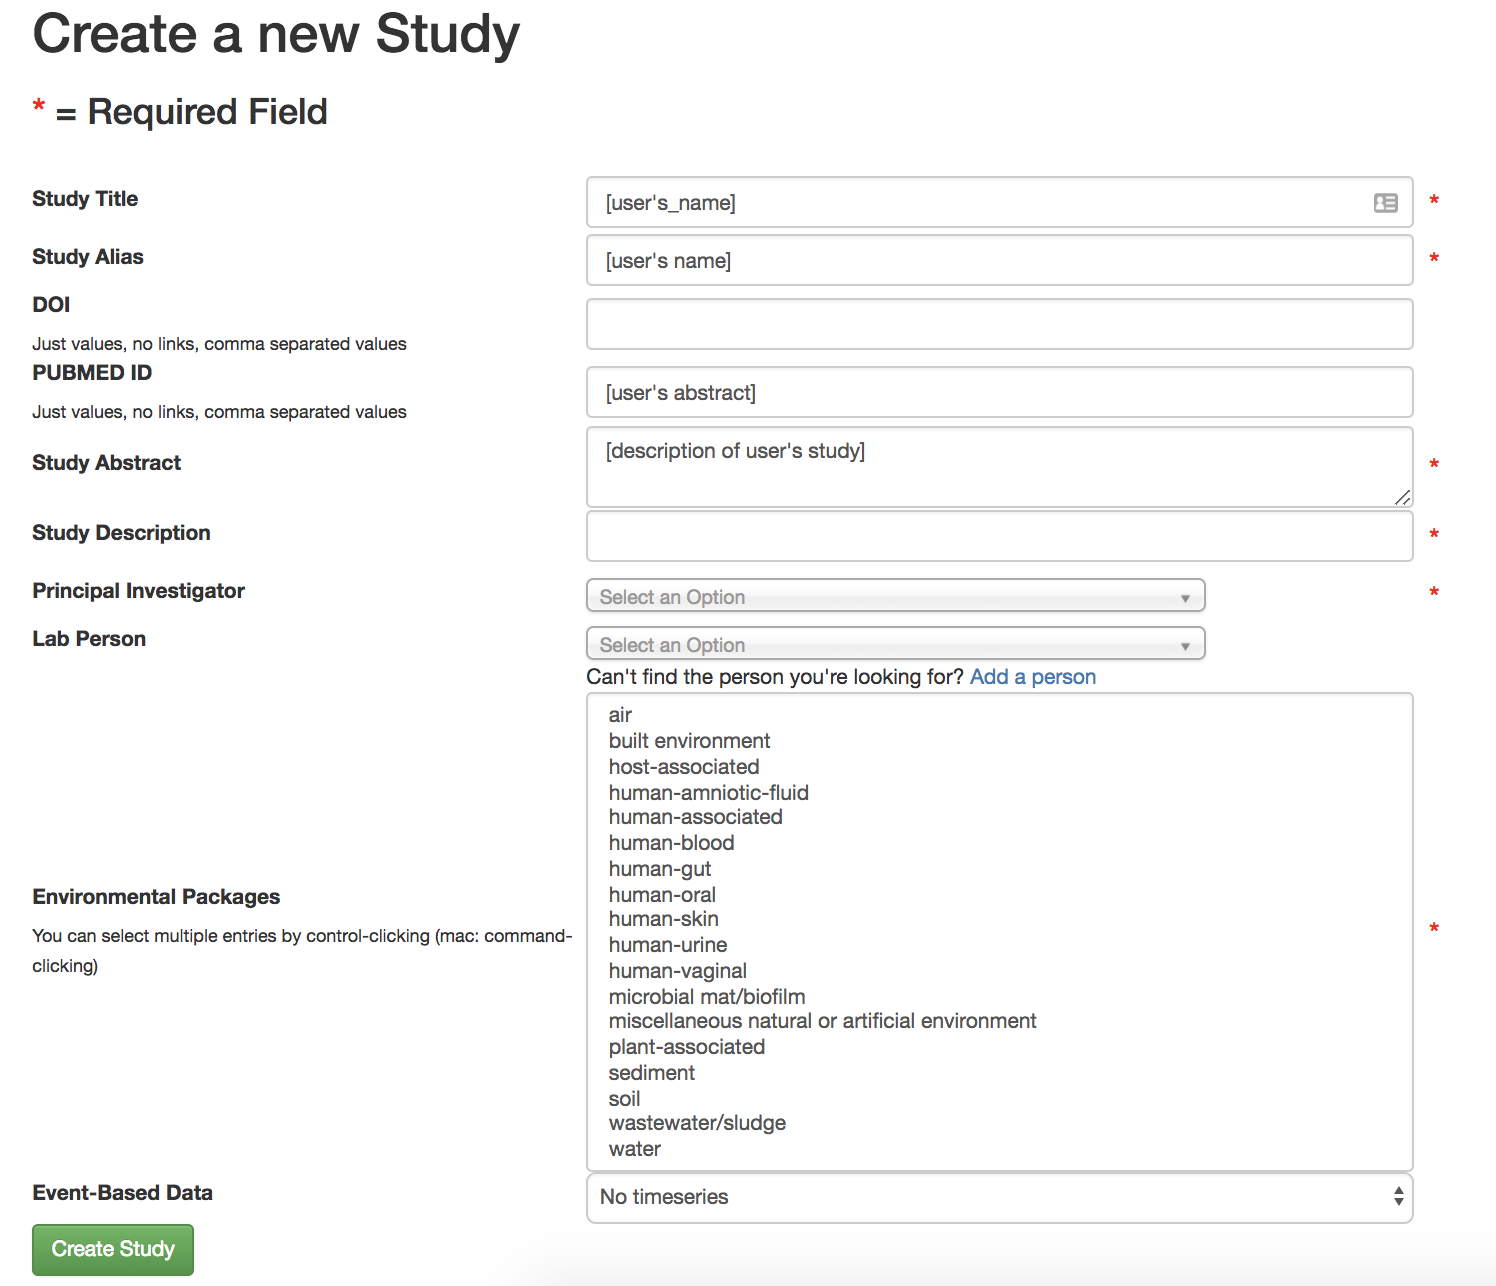 Create a new Study
* = Required Field
Study Title
[user's_name]
*
Study Alias
[user's name]
*
DOI
Just values, no links, comma separated values
PUBMED ID
Just values, no links, comma separated values
[user's abstract]
Study Abstract
[description of user's study]
*
Study Description
*
Principal Investigator
Select an Option
*
Lab Person
Select an Option
Can't find the person you're looking for? Add a person
Environmental Packages
You can select multiple entries by control-clicking (mac: command-
clicking)
air
built environment
host-associated
human-amniotic-fluid
human-associated
human-blood
human-gut
human-oral
human-skin
human-urine
human-vaginal
microbial mat/biofilm
miscellaneous natural or artificial environment
plant-associated
sediment
soil
wastewater/sludge
water
*
Event-Based Data
No timeseries
Create Study